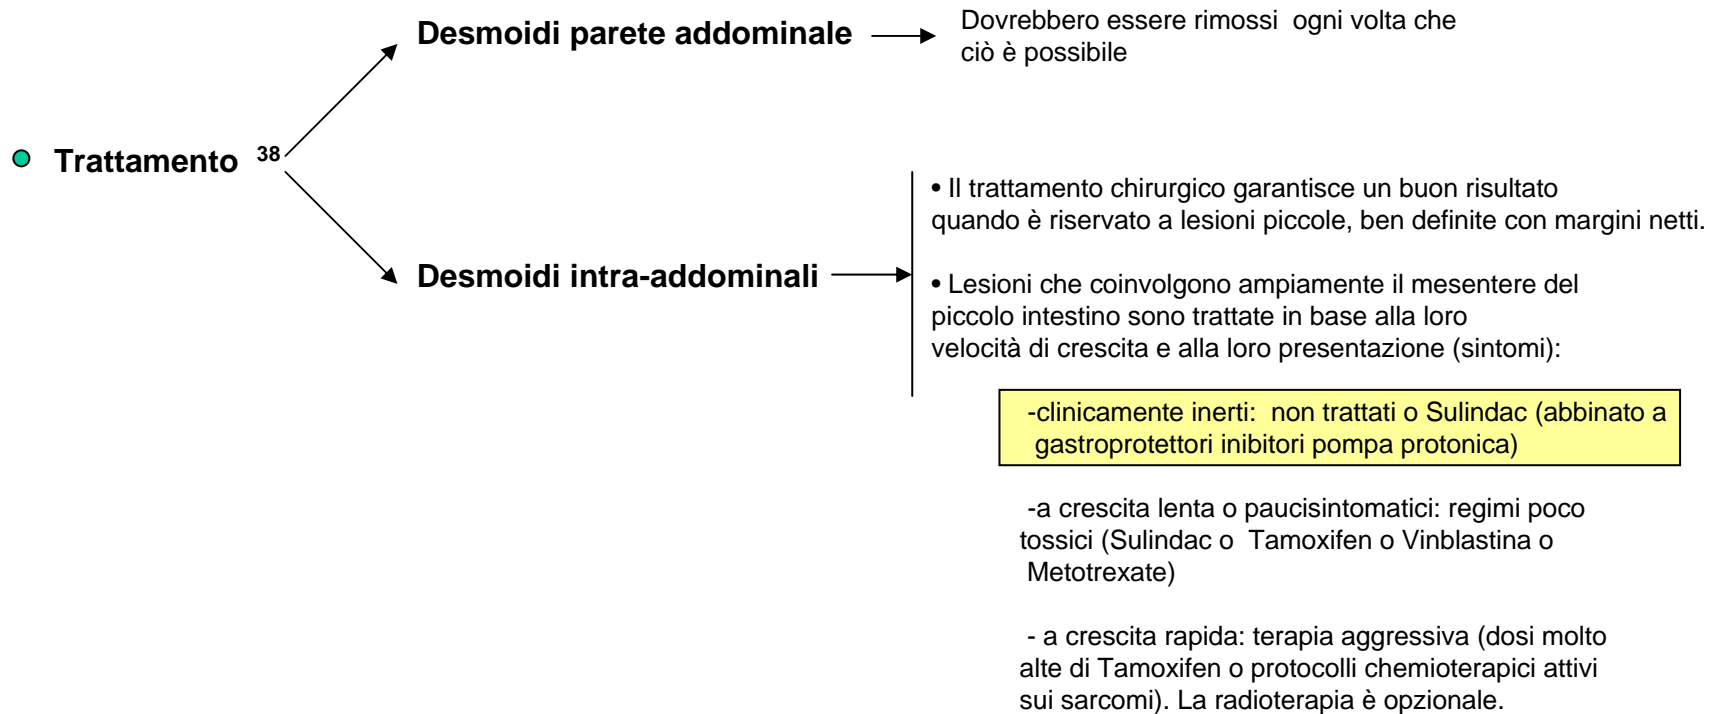 • Trattamento 38
Desmoidi parete addominale
Dovrebbero essere rimossi ogni volta che
ciò è possibile
Desmoidi intra-addominali
• Il trattamento chirurgico garantisce un buon risultato
quando è riservato a lesioni piccole, ben definite con margini netti.
• Lesioni che coinvolgono ampiamente il mesentere del
piccolo intestino sono trattate in base alla loro
velocità di crescita e alla loro presentazione (sintomi):
-clinicamente inerti: non trattati o Sulindac (abbinato a
gastroprotettori inibitori pompa protonica)
-a crescita lenta o paucisintomatici: regimi poco
tossici (Sulindac o Tamoxifen o Vinblastina o
Metotrexate)
- a crescita rapida: terapia aggressiva (dosi molto
alte di Tamoxifen o protocolli chemioterapici attivi
sui sarcomi). La radioterapia è opzionale.